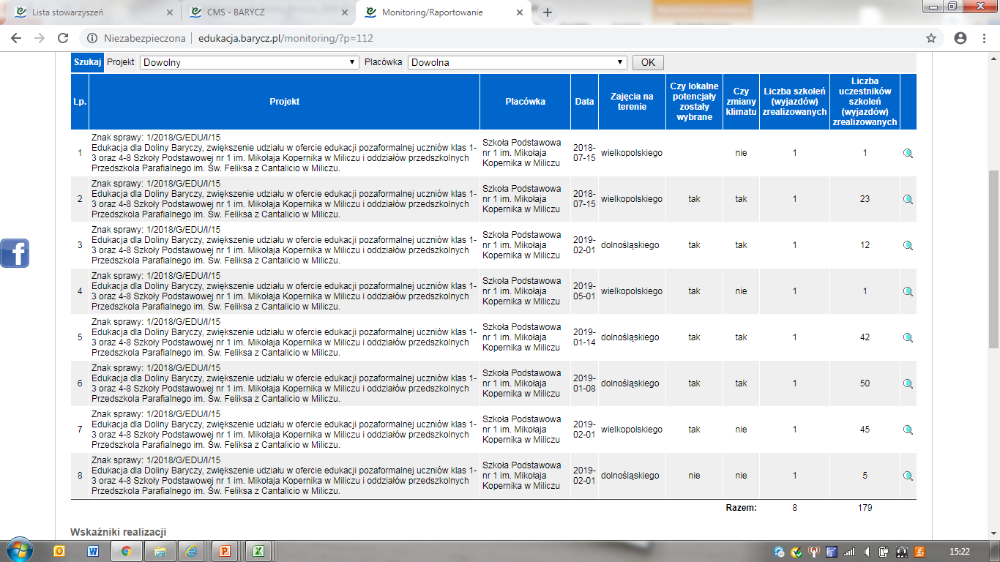 Lista stowarzyszeń
CMS - BARYCZ
Monitoring/Raportowanie
Niezabezpieczona | edukacja.barycz.pl/monitoring/?p=112
Szukaj Projekt Dowolny Placówka Dowolna OK
Lp. Projekt Placówka Data Zajęcia na terenie Czy lokalne potencjały zostały wybrane Czy zmiany klimatu Liczba szkoleń (wyjazdów) zrealizowanych Liczba uczestników szkoleń (wyjazdów) zrealizowanych
Znak sprawy: 1/2018/G/EDU/I/15
1 Edukacja dla Doliny Baryczy, zwiększenie udziału w ofercie edukacji pozaformalnej uczniów klas 1-
3 oraz 4-8 Szkoły Podstawowej nr 1 im. Mikołaja Kopernika w Miliczu i oddziałów przedszkolnych
Przedszkola Parafialnego im. Św. Feliksa z Cantalicio w Miliczu.
Szkoła Podstawowa
nr 1 im. Mikołaja
Kopernika w Miliczu
2018-
07-15
wielkopolskiego nie 1 1
Znak sprawy: 1/2018/G/EDU/I/15
2 Edukacja dla Doliny Baryczy, zwiększenie udziału w ofercie edukacji pozaformalnej uczniów klas 1-
3 oraz 4-8 Szkoły Podstawowej nr 1 im. Mikołaja Kopernika w Miliczu i oddziałów przedszkolnych
Przedszkola Parafialnego im. Św. Feliksa z Cantalicio w Miliczu.
Szkoła Podstawowa
nr 1 im. Mikołaja
Kopernika w Miliczu
2018-
07-15
wielkopolskiego tak tak 1 23
Znak sprawy: 1/2018/G/EDU/I/15
3 Edukacja dla Doliny Baryczy, zwiększenie udziału w ofercie edukacji pozaformalnej uczniów klas 1-
3 oraz 4-8 Szkoły Podstawowej nr 1 im. Mikołaja Kopernika w Miliczu i oddziałów przedszkolnych
Przedszkola Parafialnego im. Św. Feliksa z Cantalicio w Miliczu.
Szkoła Podstawowa
nr 1 im. Mikołaja
Kopernika w Miliczu
2019-
02-01
dolnośląskiego tak tak 1 12
Znak sprawy: 1/2018/G/EDU/I/15
4 Edukacja dla Doliny Baryczy, zwiększenie udziału w ofercie edukacji pozaformalnej uczniów klas 1-
3 oraz 4-8 Szkoły Podstawowej nr 1 im. Mikołaja Kopernika w Miliczu i oddziałów przedszkolnych
Przedszkola Parafialnego im. Św. Feliksa z Cantalicio w Miliczu.
Szkoła Podstawowa
nr 1 im. Mikołaja
Kopernika w Miliczu
2019-
05-01
wielkopolskiego tak nie 1 1
Znak sprawy: 1/2018/G/EDU/I/15
5 Edukacja dla Doliny Baryczy, zwiększenie udziału w ofercie edukacji pozaformalnej uczniów klas 1-
3 oraz 4-8 Szkoły Podstawowej nr 1 im. Mikołaja Kopernika w Miliczu i oddziałów przedszkolnych
Przedszkola Parafialnego im. Św. Feliksa z Cantalicio w Miliczu.
Szkoła Podstawowa
nr 1 im. Mikołaja
Kopernika w Miliczu
2019-
01-14
dolnośląskiego tak tak 1 42
Znak sprawy: 1/2018/G/EDU/I/15
6 Edukacja dla Doliny Baryczy, zwiększenie udziału w ofercie edukacji pozaformalnej uczniów klas 1-
3 oraz 4-8 Szkoły Podstawowej nr 1 im. Mikołaja Kopernika w Miliczu i oddziałów przedszkolnych
Przedszkola Parafialnego im. Św. Feliksa z Cantalicio w Miliczu.
Szkoła Podstawowa
nr 1 im. Mikołaja
Kopernika w Miliczu
2019-
01-08
dolnośląskiego tak tak 1 50
Znak sprawy: 1/2018/G/EDU/I/15
7 Edukacja dla Doliny Baryczy, zwiększenie udziału w ofercie edukacji pozaformalnej uczniów klas 1-
3 oraz 4-8 Szkoły Podstawowej nr 1 im. Mikołaja Kopernika w Miliczu i oddziałów przedszkolnych
Przedszkola Parafialnego im. Św. Feliksa z Cantalicio w Miliczu.
Szkoła Podstawowa
nr 1 im. Mikołaja
Kopernika w Miliczu
2019-
02-01
wielkopolskiego tak nie 1 45
Znak sprawy: 1/2018/G/EDU/I/15
8 Edukacja dla Doliny Baryczy, zwiększenie udziału w ofercie edukacji pozaformalnej uczniów klas 1-
3 oraz 4-8 Szkoły Podstawowej nr 1 im. Mikołaja Kopernika w Miliczu i oddziałów przedszkolnych
Przedszkola Parafialnego im. Św. Feliksa z Cantalicio w Miliczu.
Szkoła Podstawowa
nr 1 im. Mikołaja
Kopernika w Miliczu
2019-
02-01
dolnośląskiego nie nie 1 5
Razem: 8 179
Wskaźniki realizacji
15:22